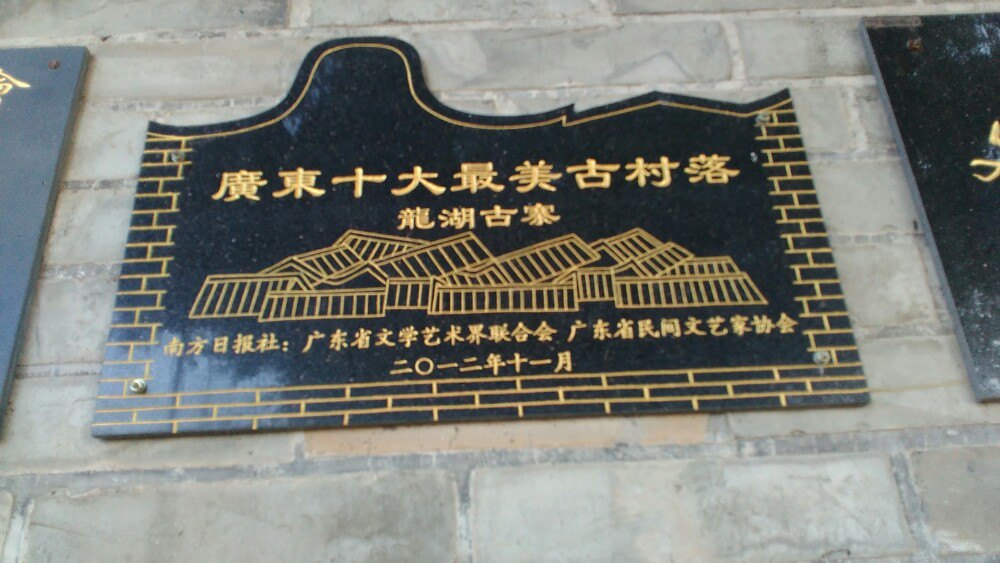 廣東十大最美古村落
龍湖古寨
南方日报社：广东省文学艺术界联合会 广东省民间文艺家协会
二〇一二年十一月